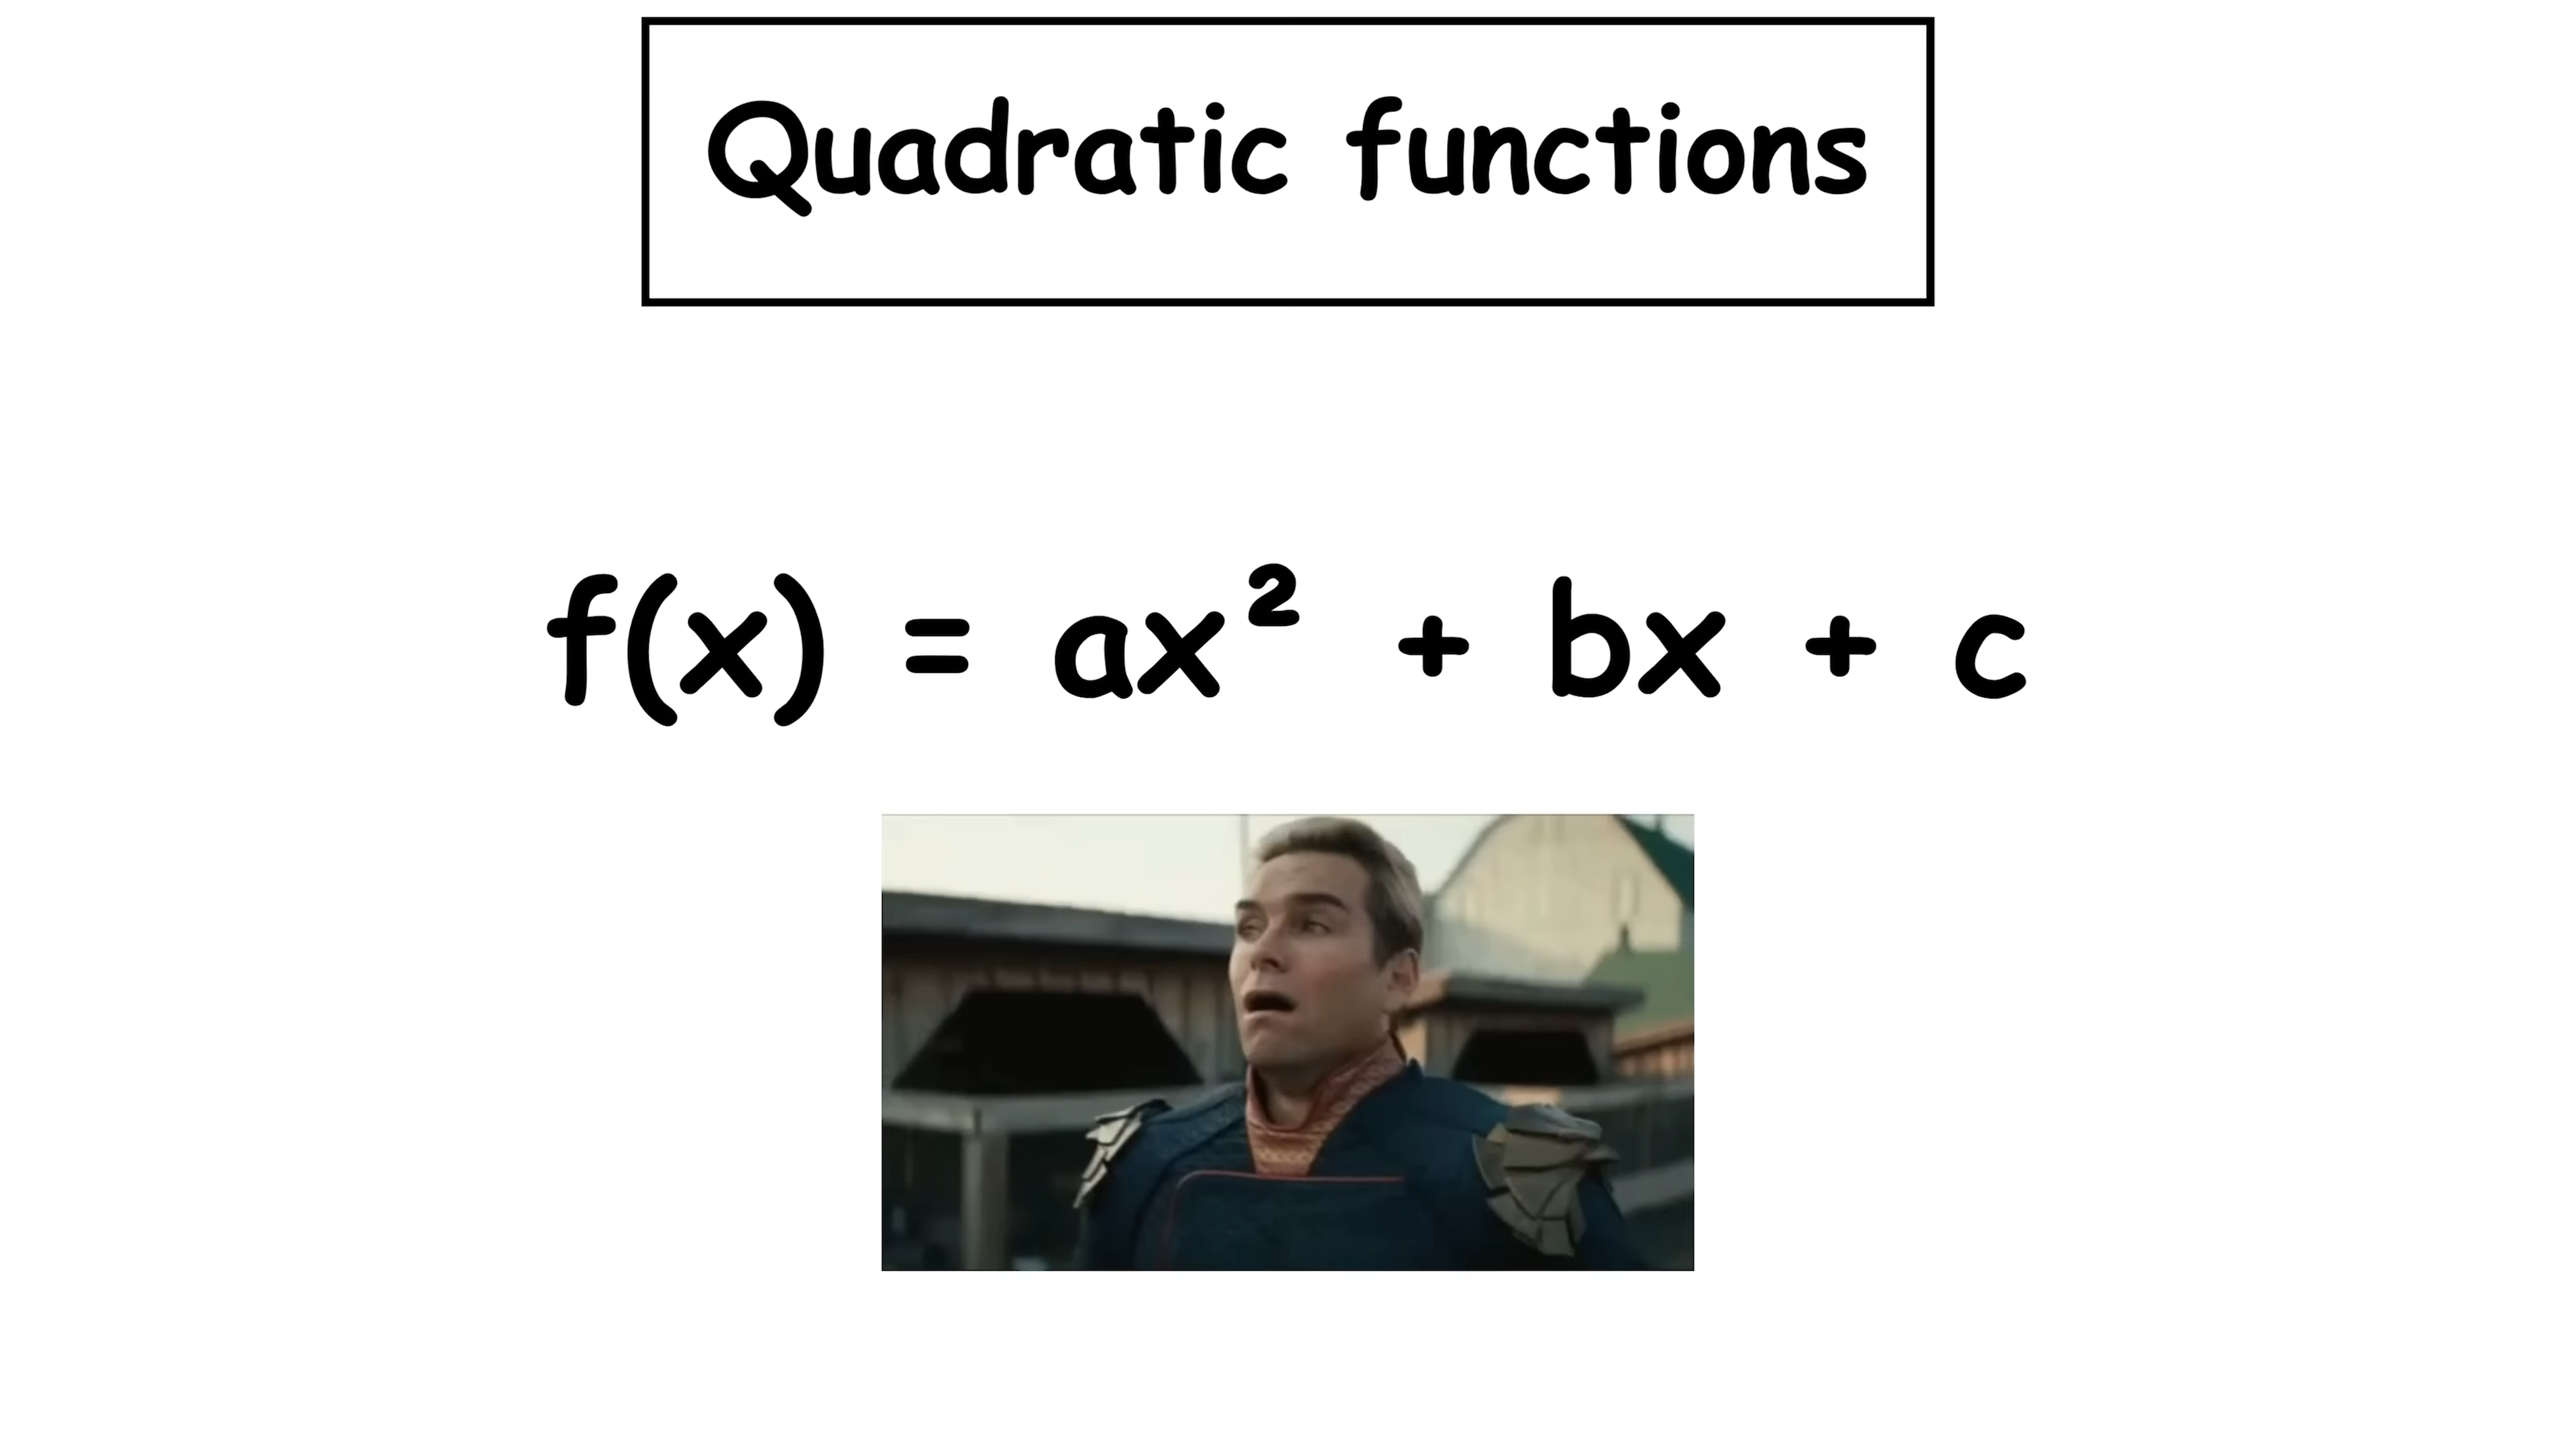 Quadratic functions
f(x) = ax² + bx + c